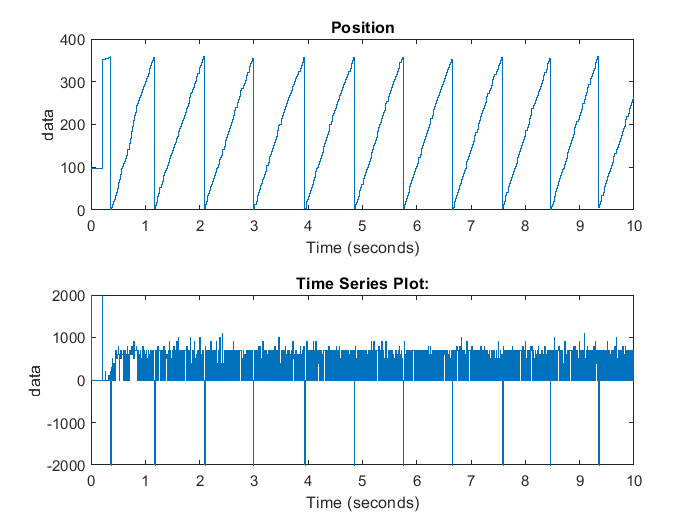 Position
400
300
200
100
0
data
0 1 2 3 4 5 6 7 8 9 10
Time (seconds)
Time Series Plot:
2000
1000
0
-1000
-2000
data
0 1 2 3 4 5 6 7 8 9 10
Time (seconds)